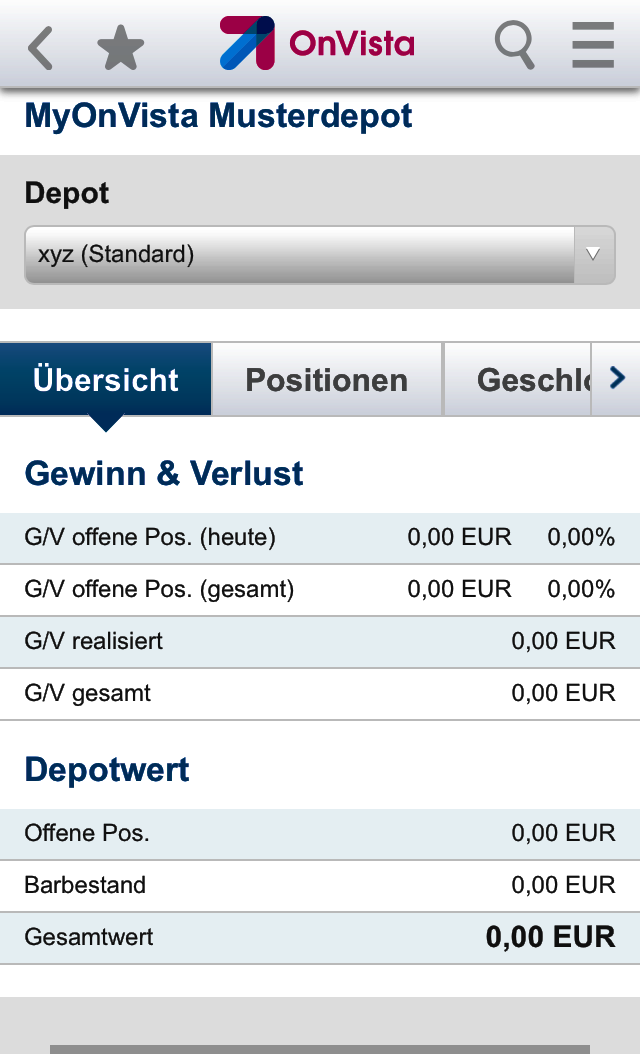 OnVista
MyOnVista Musterdepot
Depot
xyz (Standard)
Übersicht Positionen Geschlo
Gewinn & Verlust
G/V offene Pos. (heute) 0,00 EUR 0,00%
G/V offene Pos. (gesamt) 0,00 EUR 0,00%
G/V realisiert 0,00 EUR
G/V gesamt 0,00 EUR
Depotwert
Offene Pos. 0,00 EUR
Barbestand 0,00 EUR
Gesamtwert 0,00 EUR